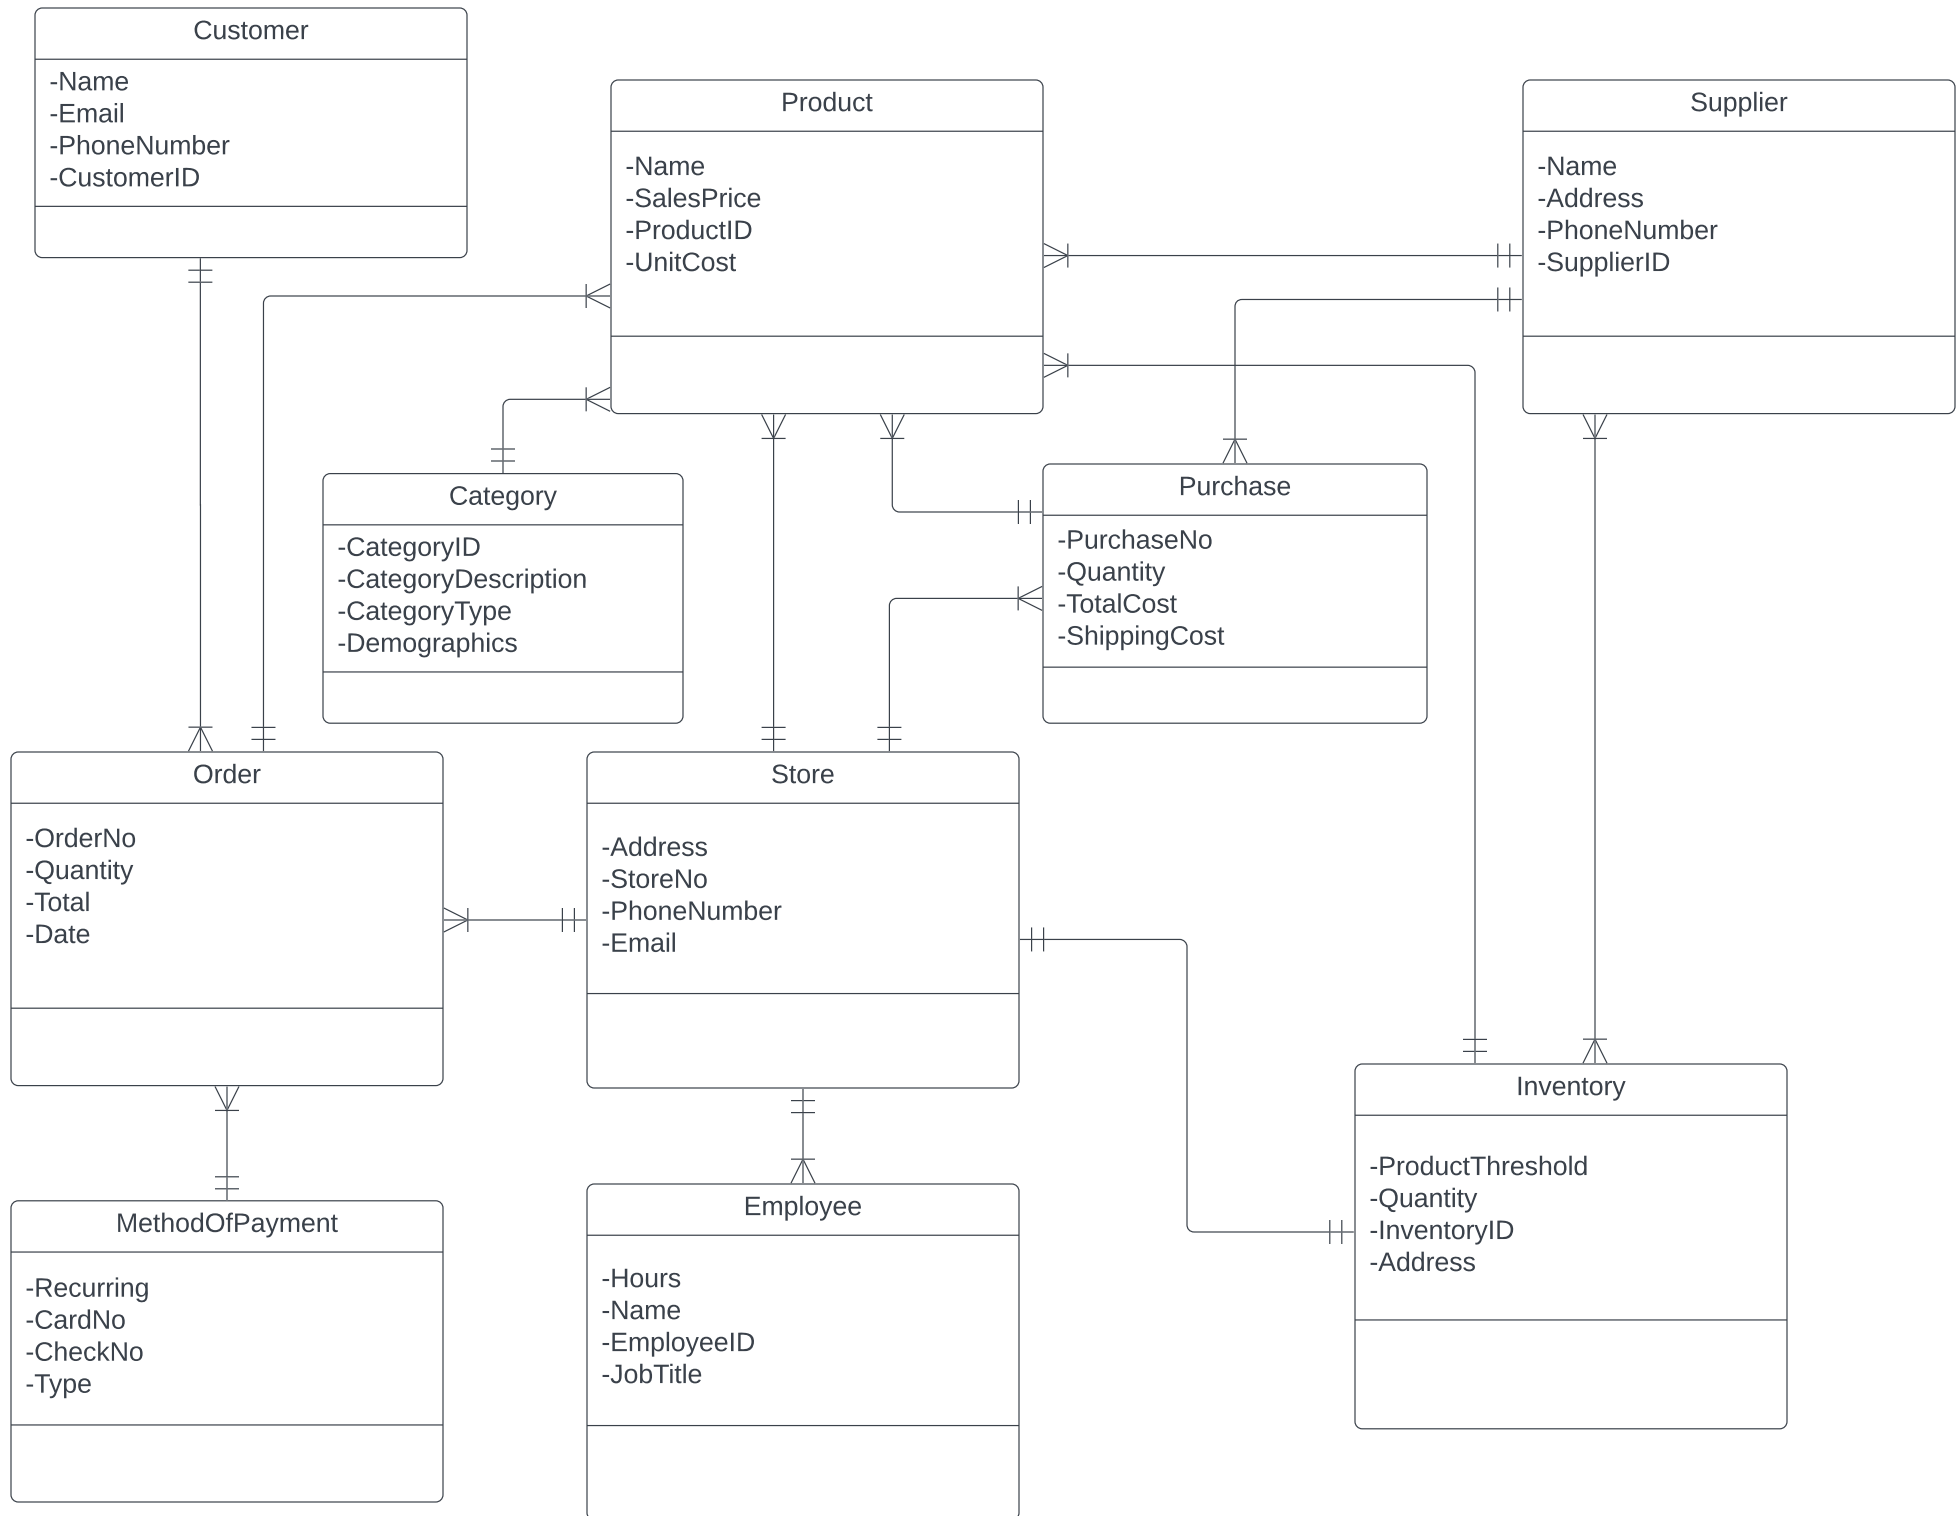 Customer
-Name
-Email
-PhoneNumber
-CustomerID
Product
-Name
-SalesPrice
-ProductID
-UnitCost
Supplier
-Name
-Address
-PhoneNumber
-SupplierID
Category
-CategoryID
-CategoryDescription
-CategoryType
-Demographics
Purchase
-PurchaseNo
-Quantity
-TotalCost
-ShippingCost
Order
-OrderNo
-Quantity
-Total
-Date
Store
-Address
-StoreNo
-PhoneNumber
-Email
Inventory
-ProductThreshold
-Quantity
-InventoryID
-Address
MethodOfPayment
-Recurring
-CardNo
-CheckNo
-Type
Employee
-Hours
-Name
-EmployeeID
-JobTitle